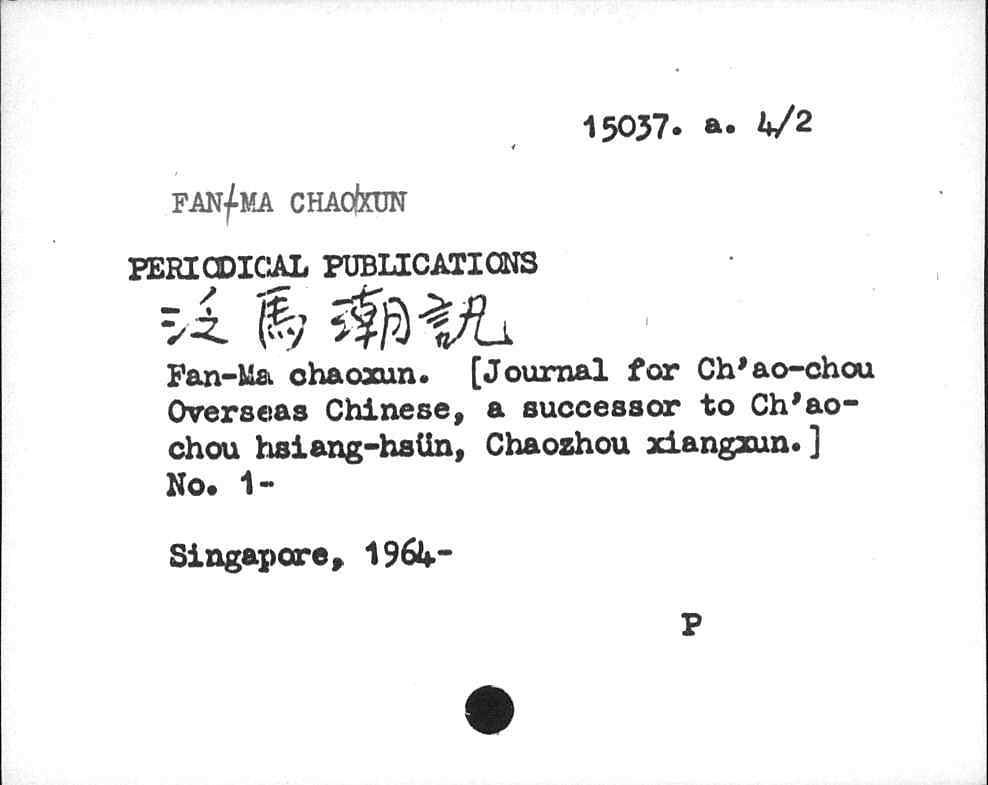 15037. a. 4/2
FAN-MA CHAOXUN
PERIODICAL PUBLICATIONS
泛馬潮訊
Fan-Ma chaoxun. [Journal for Ch'ao-chou
Overseas Chinese, a successor to Ch'ao-
chou hsiang-hsün, Chaozhou xiangxun.]
No. 1-
Singapore, 1964-
P